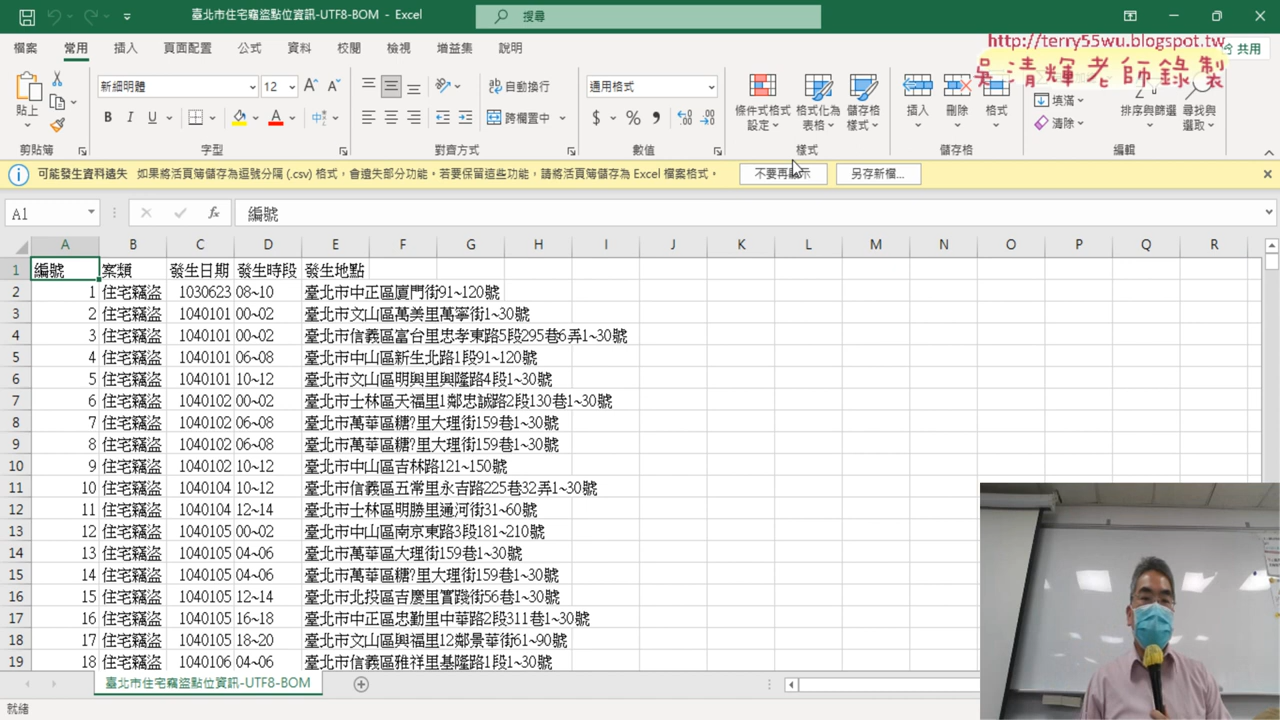 臺北市住宅竊盜點位資訊-UTF8-BOM - Excel
搜尋
檔案 常用 插入 頁面配置 公式 資料 校閱 檢視 增益集 說明
共用
http://terry55wu.blogspot.tw
吳清輝老師錄製
貼上
新細明體 12
B I U
中
自動換行
跨欄置中
通用格式
$ % ,
條件式格式設定
格式化為表格
儲存格樣式
插入
刪除
格式
填滿
清除
排序與篩選
尋找與選取
剪貼簿 字型 對齊方式 數值 樣式 儲存格 編輯
可能發生資料遺失 如果將活頁簿儲存為逗號分隔 (.csv) 格式，會遺失部分功能。若要保留這些功能，請將活頁簿儲存為 Excel 檔案格式。
不要再顯示
另存新檔...
A1 fx 編號
A B C D E F G H I J K L M N O P Q R
1 編號 案類 發生日期 發生時段 發生地點
2 1 住宅竊盜 1030623 08~10 臺北市中正區廈門街91~120號
3 2 住宅竊盜 1040101 00~02 臺北市文山區萬美里萬寧街1~30號
4 3 住宅竊盜 1040101 00~02 臺北市信義區富台里忠孝東路5段295巷6弄1~30號
5 4 住宅竊盜 1040101 06~08 臺北市中山區新生北路1段91~120號
6 5 住宅竊盜 1040101 10~12 臺北市文山區明興里興隆路4段1~30號
7 6 住宅竊盜 1040102 00~02 臺北市士林區天福里1鄰忠誠路2段130巷1~30號
8 7 住宅竊盜 1040102 06~08 臺北市萬華區糖?里大理街159巷1~30號
9 8 住宅竊盜 1040102 06~08 臺北市萬華區糖?里大理街159巷1~30號
10 9 住宅竊盜 1040102 10~12 臺北市中山區吉林路121~150號
11 10 住宅竊盜 1040104 10~12 臺北市信義區五常里永吉路225巷32弄1~30號
12 11 住宅竊盜 1040104 12~14 臺北市士林區明勝里通河街31~60號
13 12 住宅竊盜 1040105 00~02 臺北市中山區南京東路3段181~210號
14 13 住宅竊盜 1040105 04~06 臺北市萬華區大理街159巷1~30號
15 14 住宅竊盜 1040105 04~06 臺北市萬華區糖?里大理街159巷1~30號
16 15 住宅竊盜 1040105 12~14 臺北市北投區吉慶里實踐街56巷1~30號
17 16 住宅竊盜 1040105 16~18 臺北市中正區忠勤里中華路2段311巷1~30號
18 17 住宅竊盜 1040105 18~20 臺北市文山區興福里12鄰景華街61~90號
19 18 住宅竊盜 1040106 04~06 臺北市信義區雅祥里基隆路1段1~30號
臺北市住宅竊盜點位資訊-UTF8-BOM
就緒